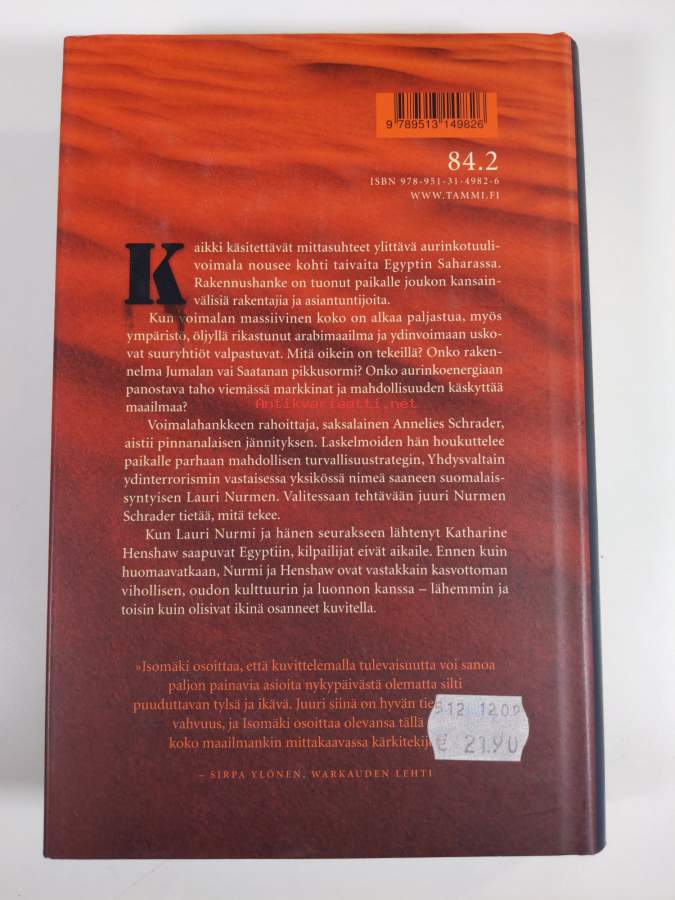 9 789513 149826
84.2
ISBN 978-951-31-4982-6
WWW.TAMMI.FI
Kaikki käsitettävät mittasuhteet ylittävä aurinkotuuli-
voimala nousee kohti taivaita Egyptin Saharassa.
Rakennushanke on tuonut paikalle joukon kansain-
välisiä rakentajia ja asiantuntijoita.
Kun voimalan massiivinen koko on alkaa paljastua, myös
ympäristö, öljyllä rikastunut arabimaailma ja ydinvoimaan usko-
vat suuryhtiöt valpastuvat. Mitä oikein on tekeillä? Onko raken-
nelma Jumalan vai Saatanan pikkusormi? Onko aurinkoenergiaan
panostava taho viemässä markkinat ja mahdollisuuden käskyttää
maailmaa?
Antikvariaatti.net
Voimalahankkeen rahoittaja, saksalainen Annelies Schrader,
aistii pinnanalaisen jännityksen. Laskelmoiden hän houkuttelee
paikalle parhaan mahdollisen turvallisuusstrategin, Yhdysvaltain
ydinterrorismin vastaisessa yksikössä nimeä saaneen suomalais-
syntyisen Lauri Nurmen. Valitessaan tehtävään juuri Nurmen
Schrader tietää, mitä tekee.
Kun Lauri Nurmi ja hänen seurakseen lähtenyt Katharine
Henshaw saapuvat Egyptiin, kilpailijat eivät aikaile. Ennen kuin
huomaavatkaan, Nurmi ja Henshaw ovat vastakkain kasvottoman
vihollisen, oudon kulttuurin ja luonnon kanssa – lähemmin ja
toisin kuin olisivat ikinä osanneet kuvitella.
»Isomäki osoittaa, että kuvittelemalla tulevaisuutta voi sanoa
paljon painavia asioita nykypäivästä olematta silti
puuduttavan tylsä ja ikävä. Juuri siinä on hyvän
vahvuus, ja Isomäki osoittaa olevansa tällä
koko maailmankin mittakaavassa
– SIRPA YLÖNEN, WARKAUDEN LEHTI
512 1209
€ 21.90